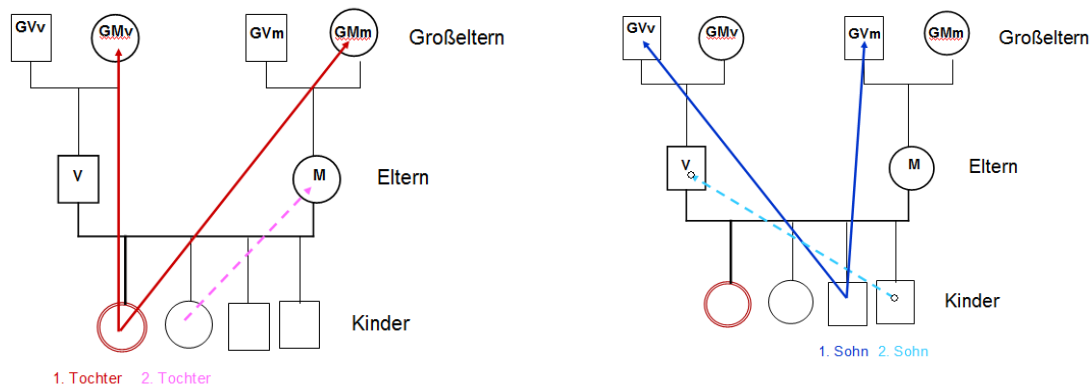 GVv GMv GVm GMm Großeltern
V M Eltern
Kinder
1. Tochter 2. Tochter
GVv GMv GVm GMm Großeltern
V M Eltern
Kinder
1. Sohn 2. Sohn